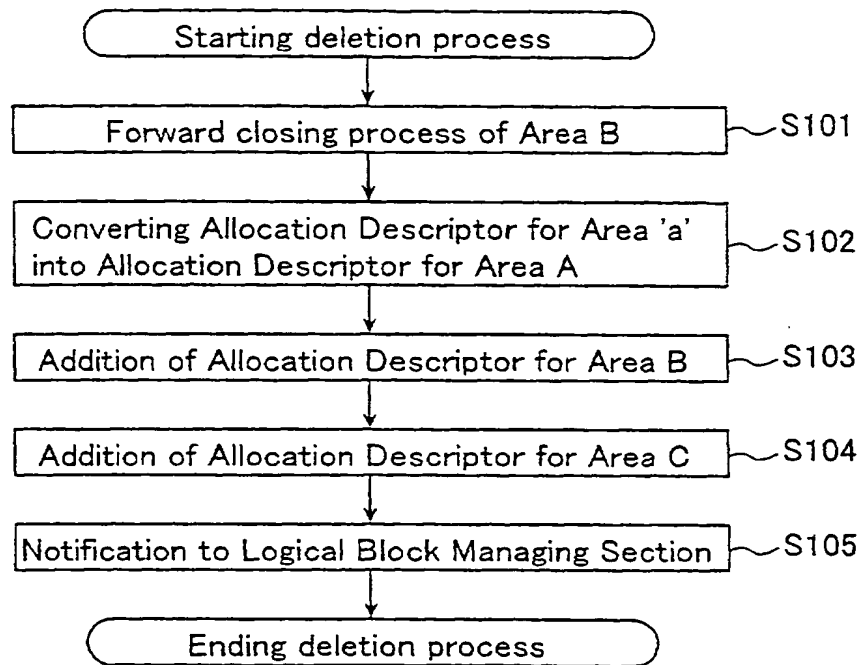 Starting deletion process
Forward closing process of Area B
S101
Converting Allocation Descriptor for Area 'a'
into Allocation Descriptor for Area A
S102
Addition of Allocation Descriptor for Area B
S103
Addition of Allocation Descriptor for Area C
S104
Notification to Logical Block Managing Section
S105
Ending deletion process